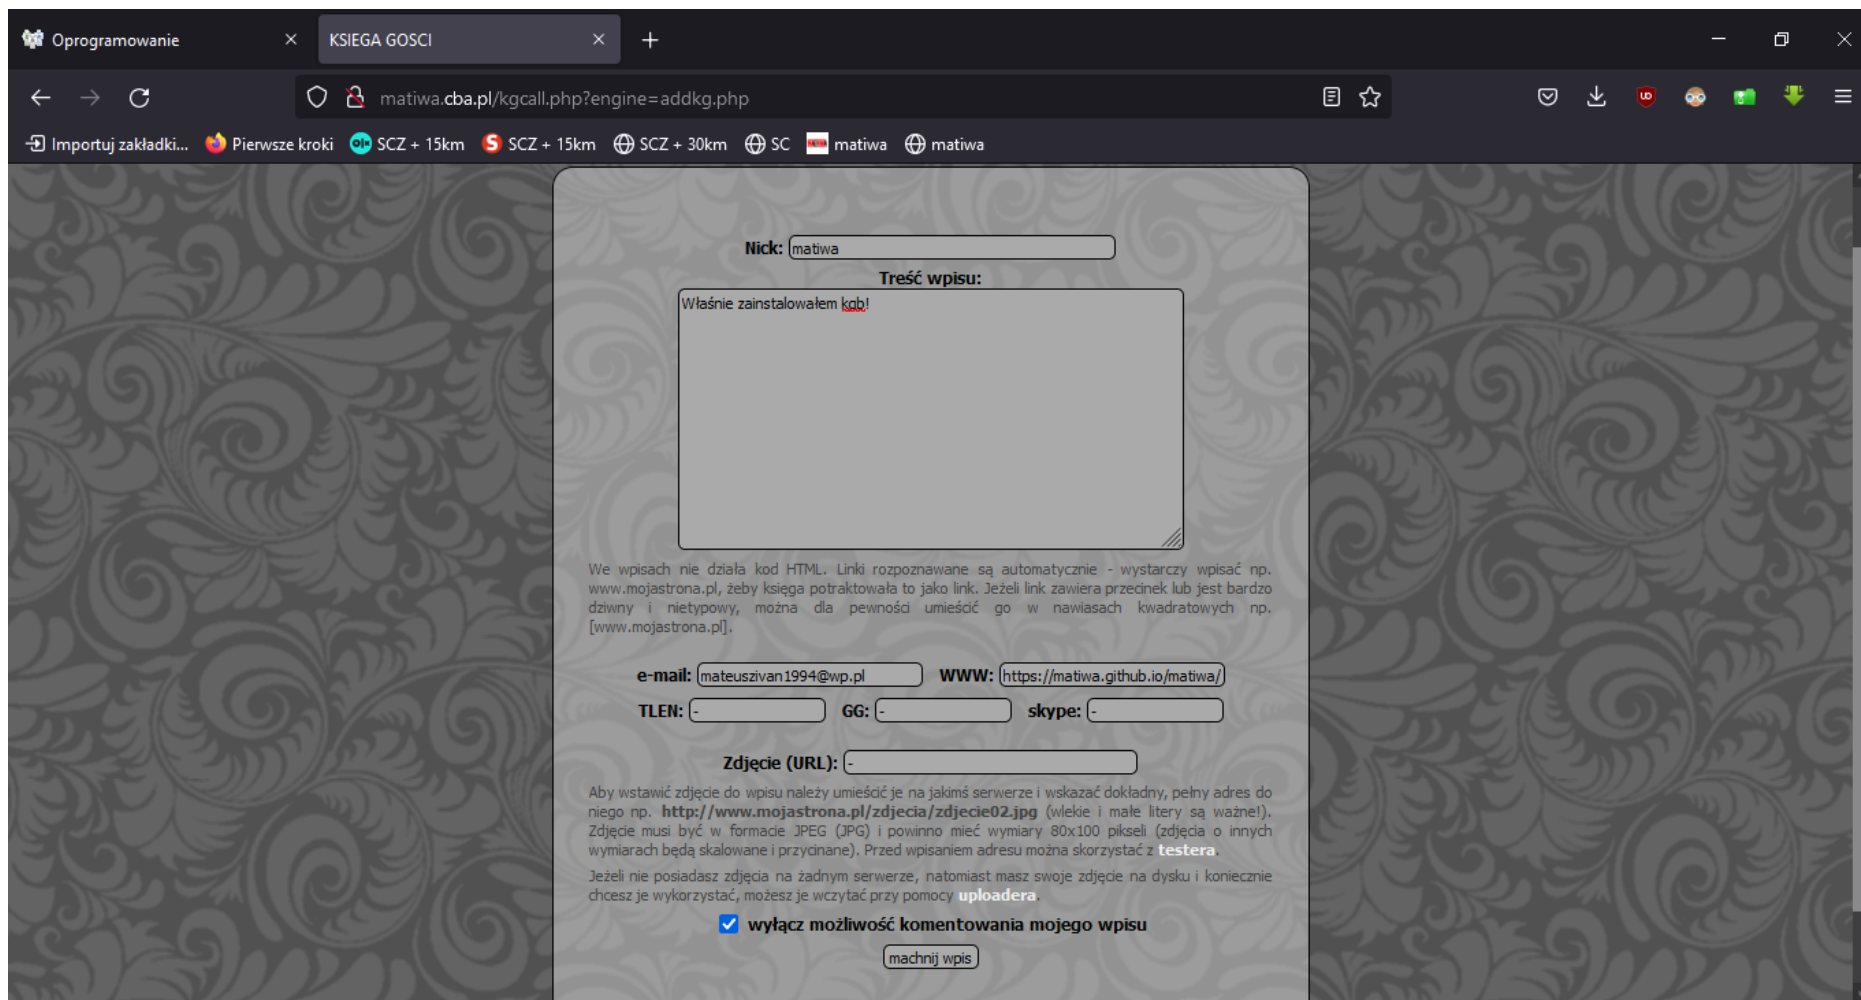 Oprogramowanie
KSIEGA GOSCI
matiwa.cba.pl/kgcall.php?engine=addkg.php
Importuj zakładki... Pierwsze kroki SCZ + 15km SCZ + 15km SCZ + 30km SC matiwa matiwa
Nick: matiwa
Treść wpisu:
Właśnie zainstalowałem kgb!
We wpisach nie działa kod HTML. Linki rozpoznawane są automatycznie - wystarczy wpisać np.
www.mojastrona.pl, żeby księga potraktowała to jako link. Jeżeli link zawiera przecinek lub jest bardzo
dziwny i nietypowy, można dla pewności umieścić go w nawiasach kwadratowych np.
[www.mojastrona.pl].
e-mail: mateuszivan1994@wp.pl WWW: https://matiwa.github.io/matiwa/
TLEN: - GG: - skype: -
Zdjęcie (URL): -
Aby wstawić zdjęcie do wpisu należy umieścić je na jakimś serwerze i wskazać dokładny, pełny adres do
niego np. http://www.mojastrona.pl/zdjecia/zdjecie02.jpg (wlekie i małe litery są ważne!).
Zdjęcie musi być w formacie JPEG (JPG) i powinno mieć wymiary 80x100 pikseli (zdjęcia o innych
wymiarach będą skalowane i przycinane). Przed wpisaniem adresu można skorzystać z testera.
Jeżeli nie posiadasz zdjęcia na żadnym serwerze, natomiast masz swoje zdjęcie na dysku i koniecznie
chcesz je wykorzystać, możesz je wczytać przy pomocy uploadera.
wyłącz możliwość komentowania mojego wpisu
machnij wpis